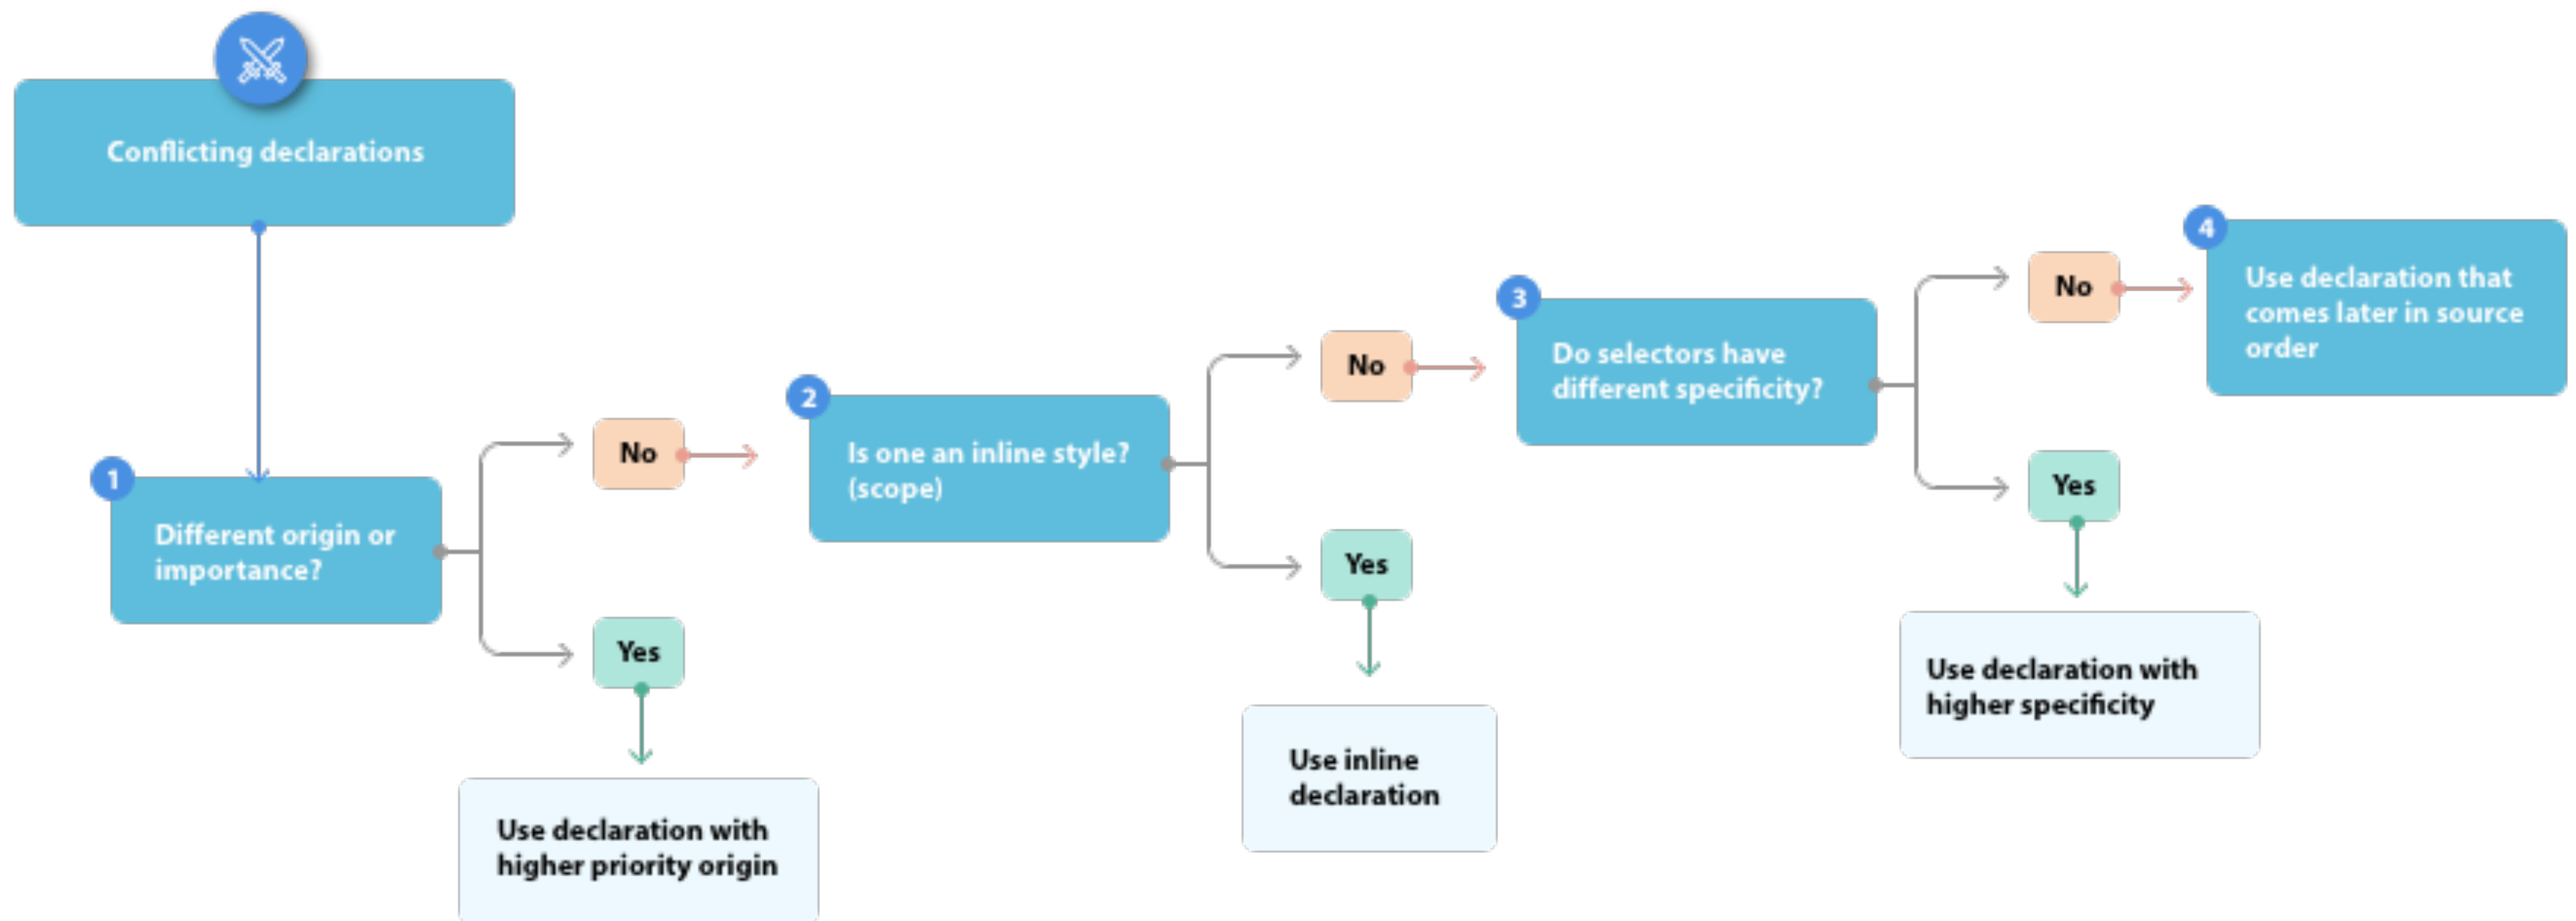 Conflicting declarations
1
Different origin or
importance?
No
Yes
Use declaration with
higher priority origin
2
Is one an inline style?
(scope)
No
Yes
Use inline
declaration
3
Do selectors have
different specificity?
No
Yes
Use declaration with
higher specificity
4
Use declaration that
comes later in source
order